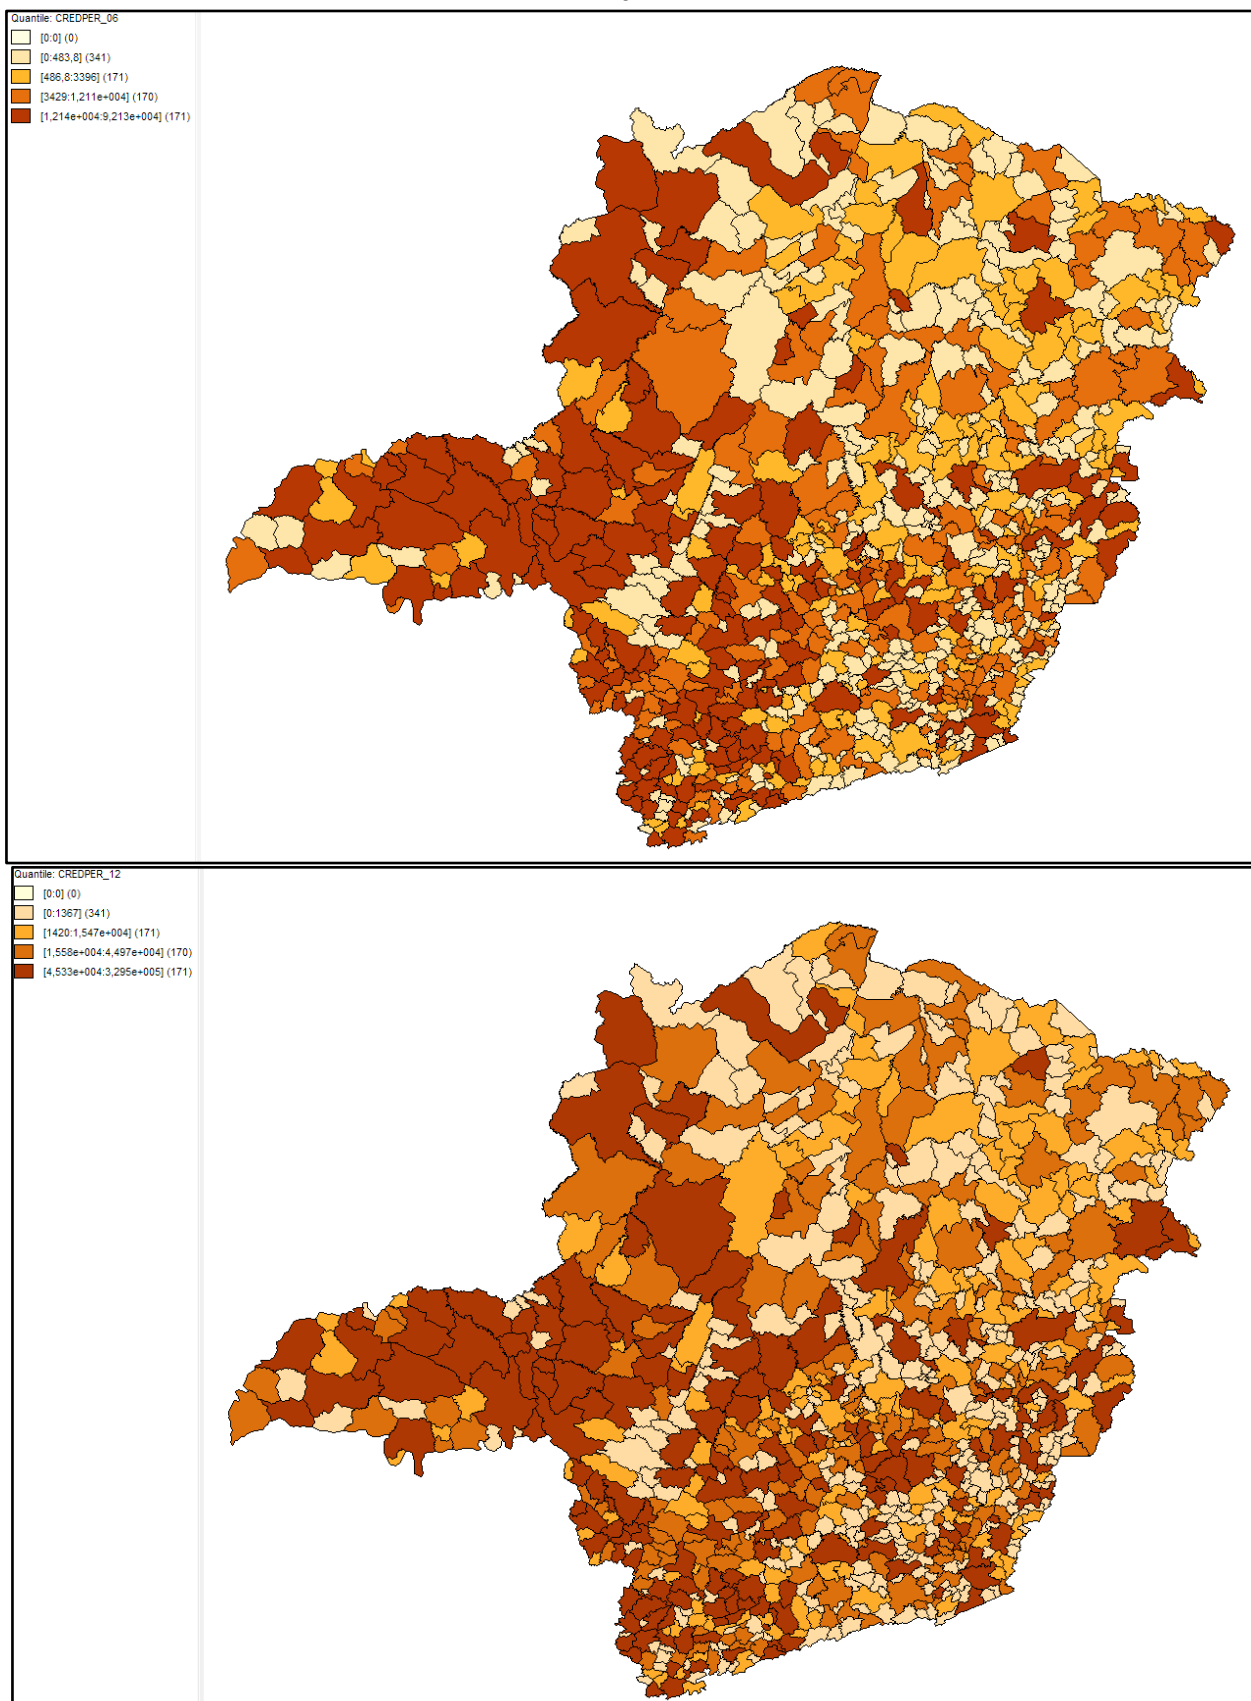 Quantile: CREDPER_06
[0:0] (0)
[0:483,8] (341)
[486,8:3396] (171)
[3429:1,211e+004] (170)
[1,214e+004:9,213e+004] (171)
Quantile: CREDPER_12
[0:0] (0)
[0:1367] (341)
[1420:1,547e+004] (171)
[1,558e+004:4,497e+004] (170)
[4,533e+004:3,295e+005] (171)